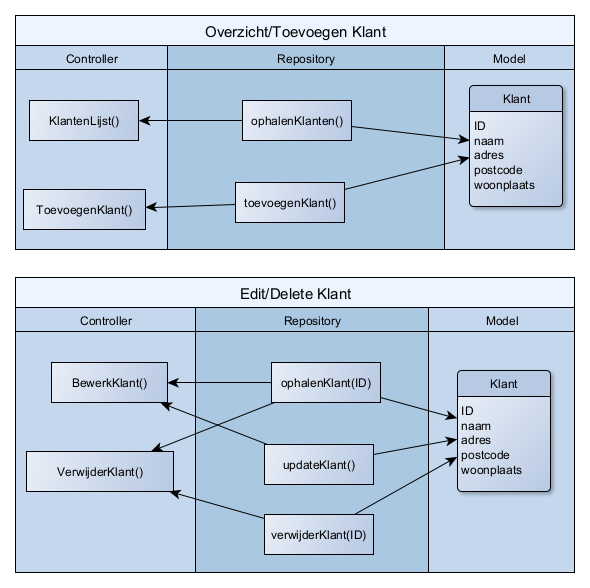 Overzicht/Toevoegen Klant
Controller
Repository
Model
KlantenLijst()
ophalenKlanten()
Klant
ID
naam
adres
postcode
woonplaats
ToevoegenKlant()
toevoegenKlant()
Edit/Delete Klant
Controller
Repository
Model
BewerkKlant()
ophalenKlant(ID)
Klant
ID
naam
adres
postcode
woonplaats
VerwijderKlant()
updateKlant()
verwijderKlant(ID)